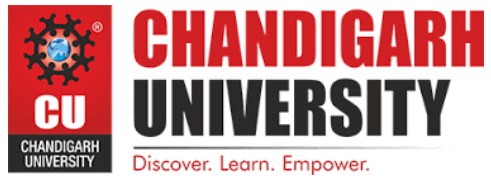 ®
CU
CHANDIGARH
UNIVERSITY
CHANDIGARH
UNIVERSITY
Discover. Learn. Empower.